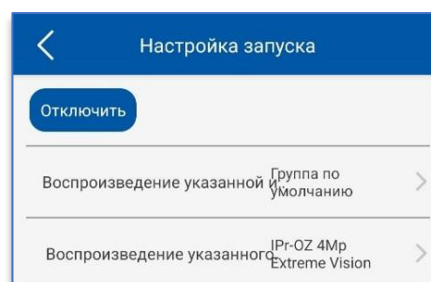 Настройка запуска
Отключить
Воспроизведение указанной и..
Группа по
умолчанию
Воспроизведение указанного
IPr-OZ 4Mp
Extreme Vision